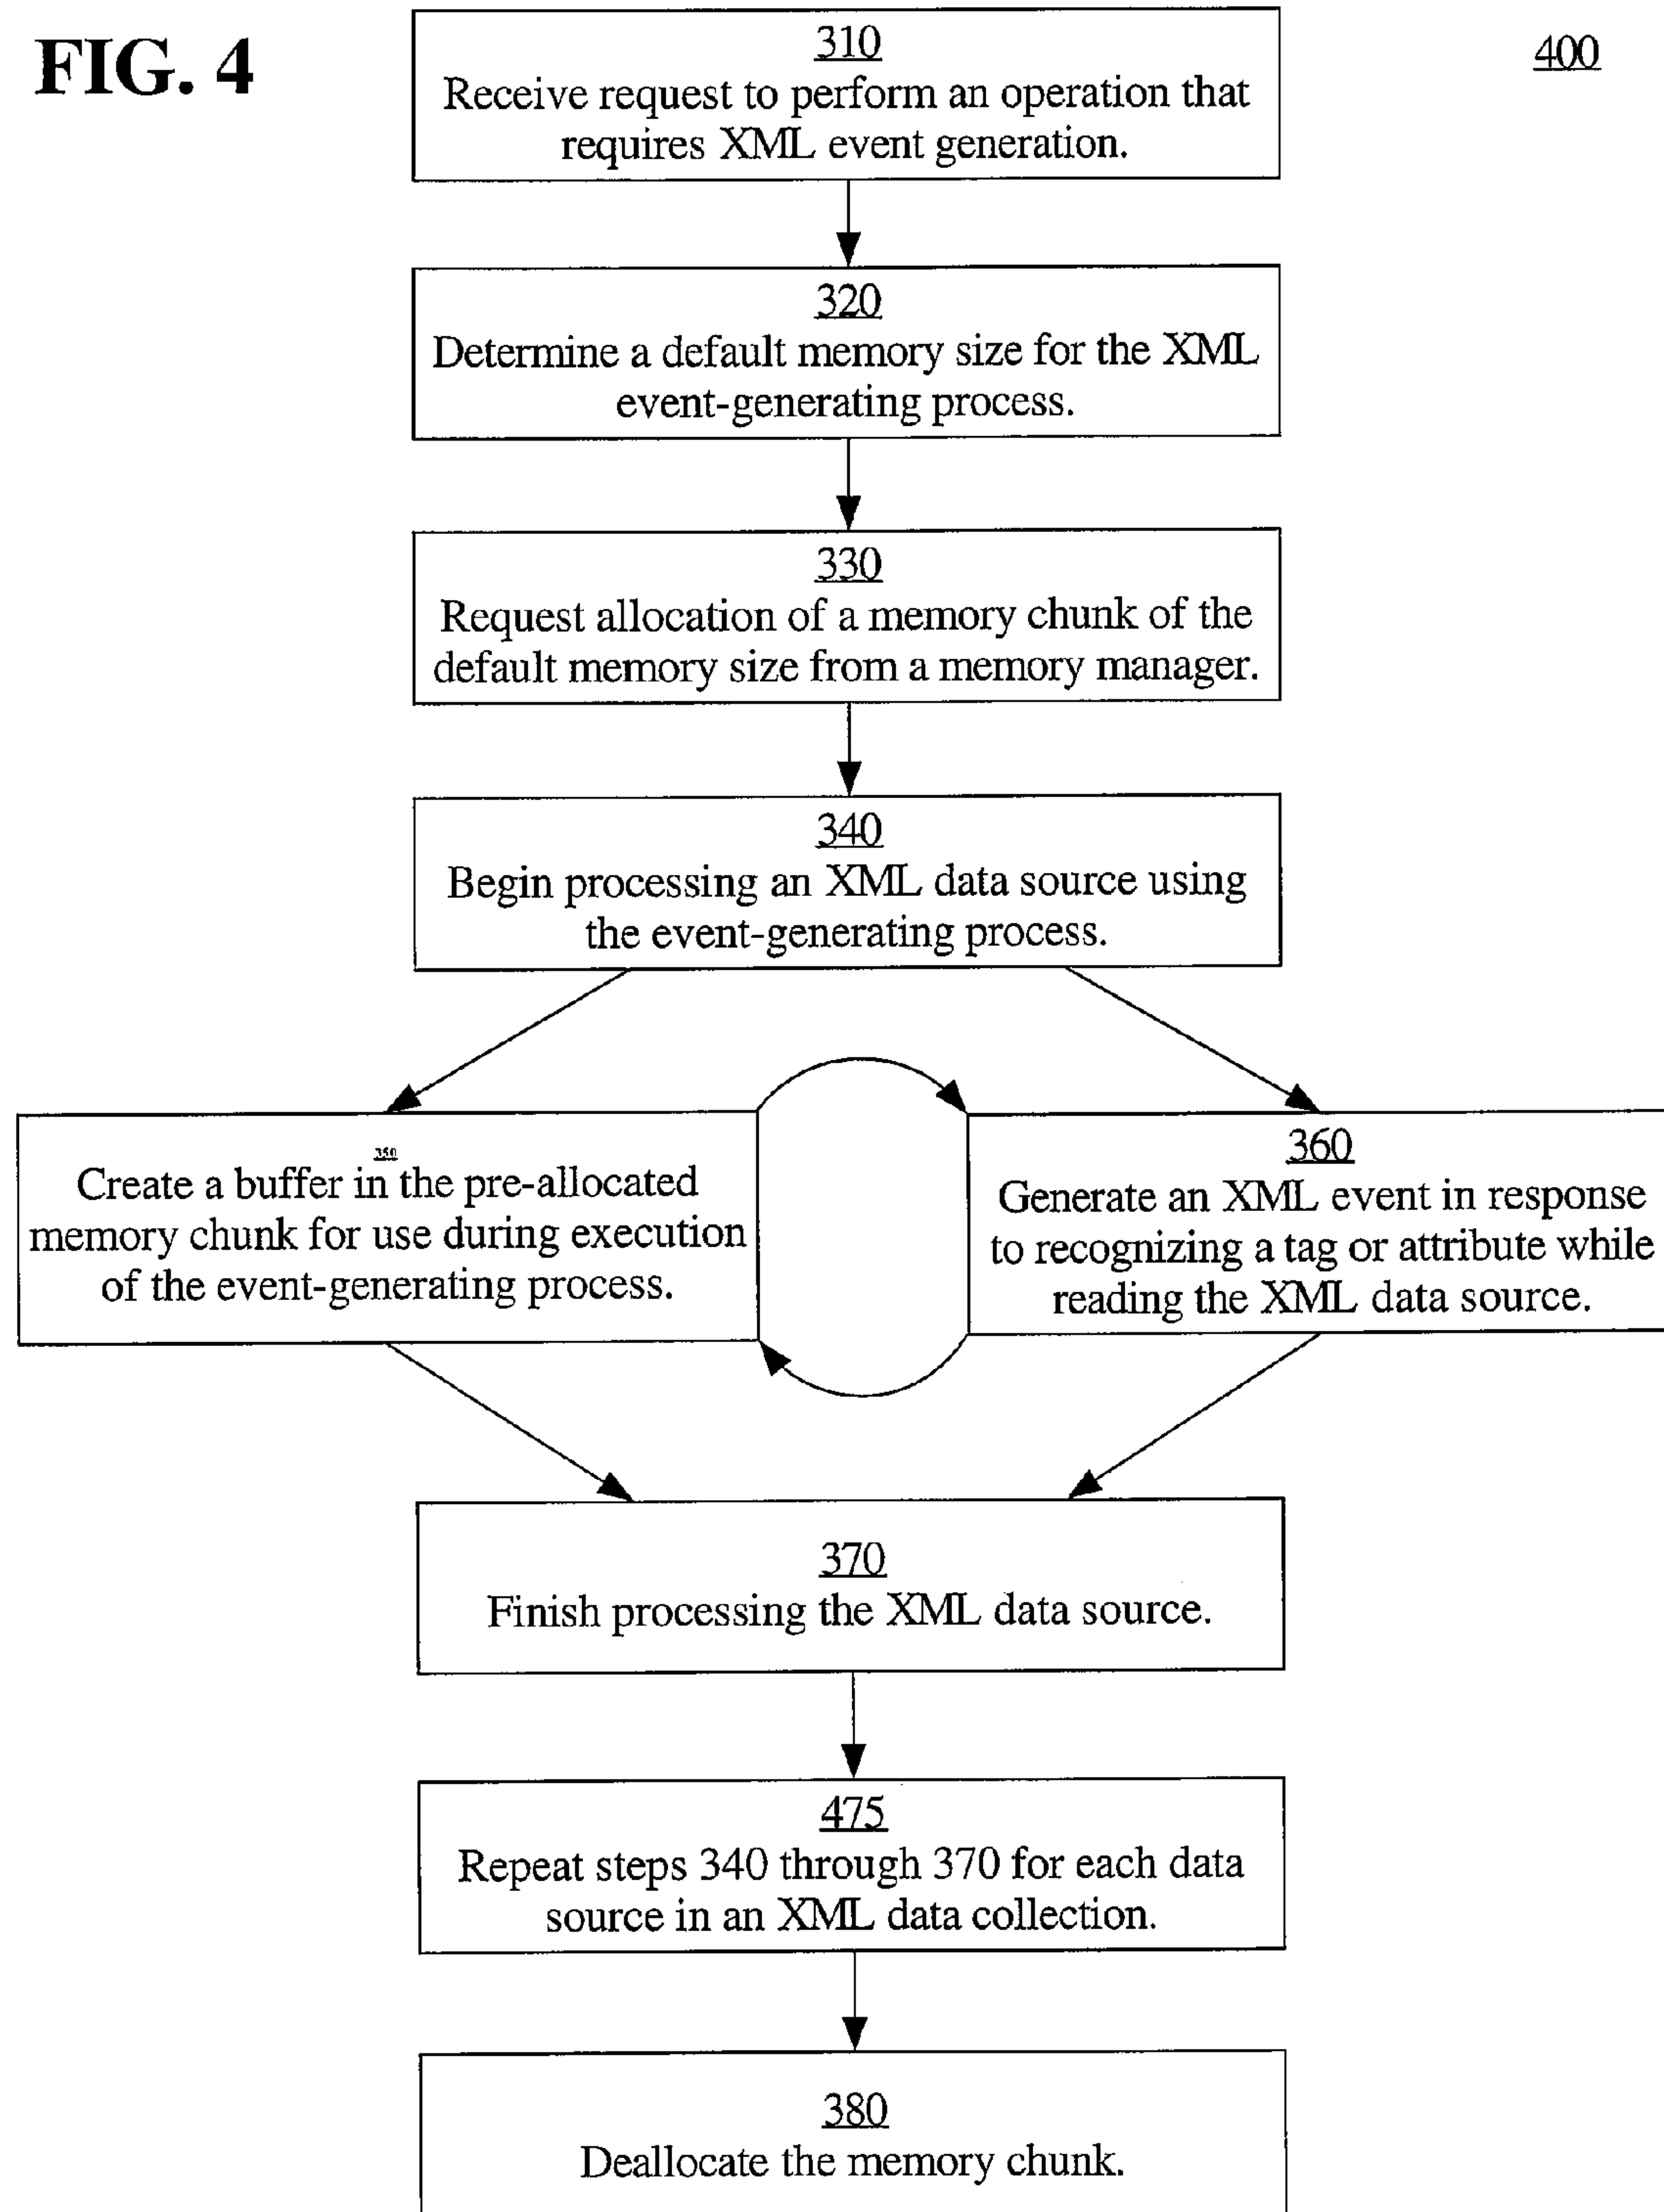 FIG. 4
400
310
Receive request to perform an operation that
requires XML event generation.
320
Determine a default memory size for the XML
event-generating process.
330
Request allocation of a memory chunk of the
default memory size from a memory manager.
340
Begin processing an XML data source using
the event-generating process.
350
Create a buffer in the pre-allocated
memory chunk for use during execution
of the event-generating process.
360
Generate an XML event in response
to recognizing a tag or attribute while
reading the XML data source.
370
Finish processing the XML data source.
475
Repeat steps 340 through 370 for each data
source in an XML data collection.
380
Deallocate the memory chunk.